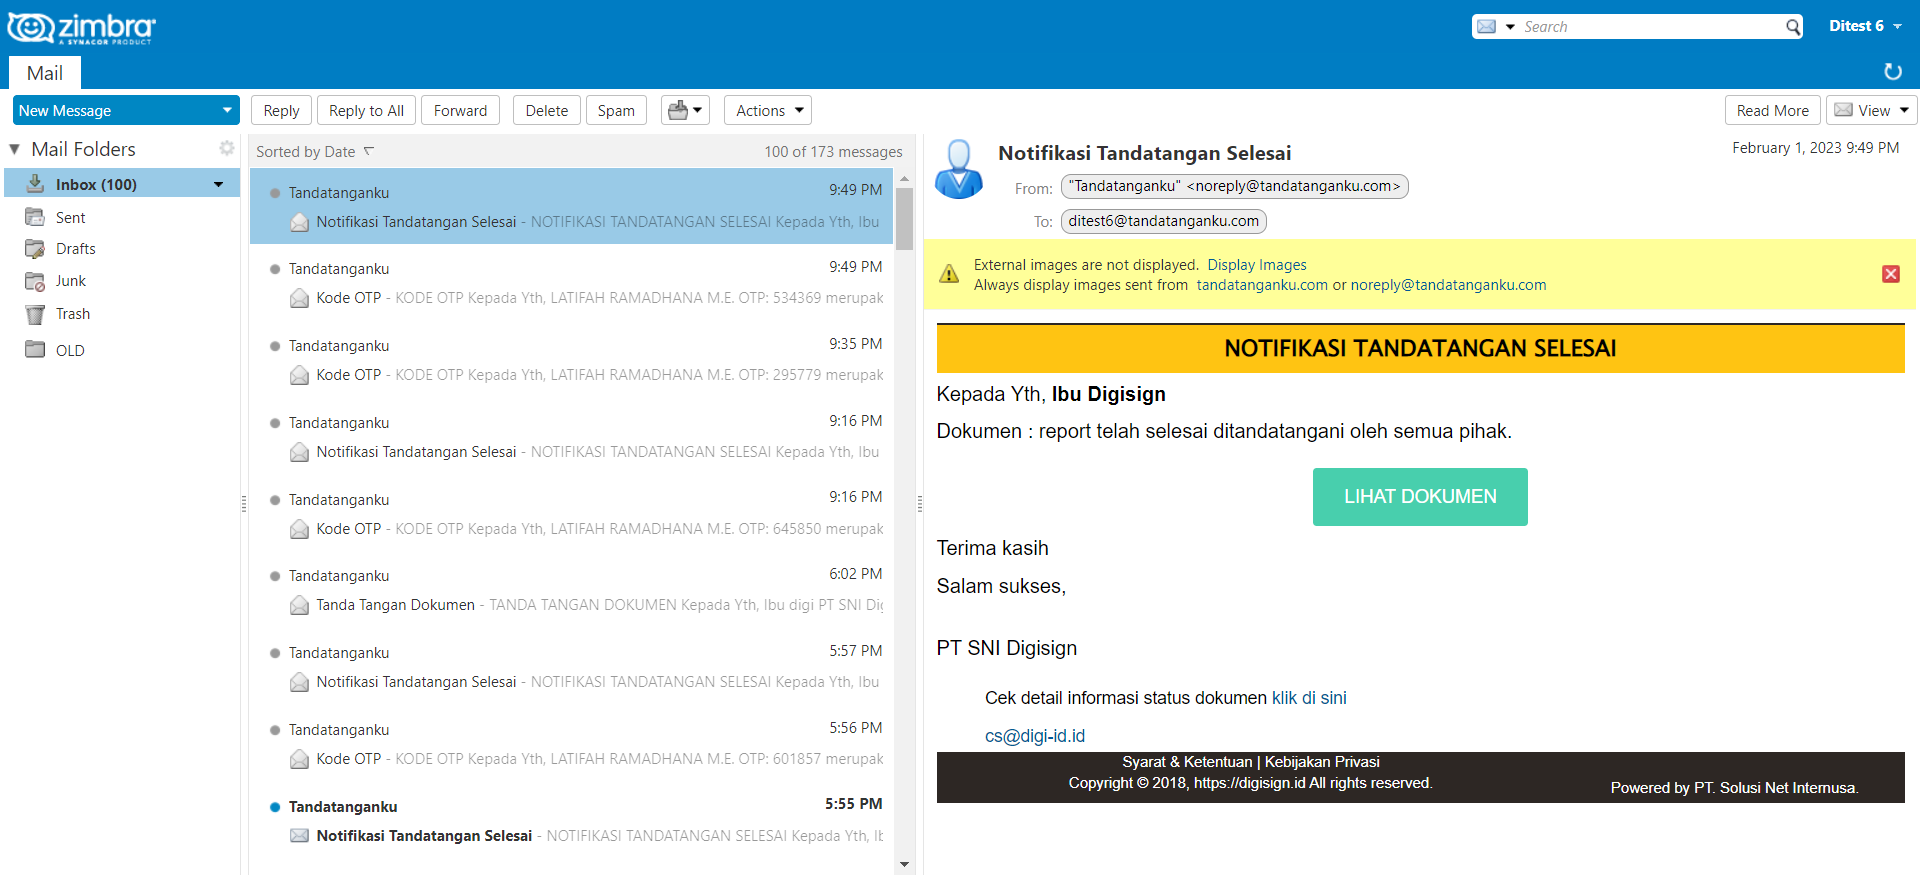 zimbra
A SYNACOR PRODUCT
Search
Ditest 6
Mail
New Message
Reply
Reply to All
Forward
Delete
Spam
Actions
Read More
View
Mail Folders
Inbox (100)
Sent
Drafts
Junk
Trash
OLD
Sorted by Date
100 of 173 messages
Tandatanganku 9:49 PM
Notifikasi Tandatangan Selesai - NOTIFIKASI TANDATANGAN SELESAI Kepada Yth, Ibu
Tandatanganku 9:49 PM
Kode OTP - KODE OTP Kepada Yth, LATIFAH RAMADHANA M.E. OTP: 534369 merupak
Tandatanganku 9:35 PM
Kode OTP - KODE OTP Kepada Yth, LATIFAH RAMADHANA M.E. OTP: 295779 merupak
Tandatanganku 9:16 PM
Notifikasi Tandatangan Selesai - NOTIFIKASI TANDATANGAN SELESAI Kepada Yth, Ibu
Tandatanganku 9:16 PM
Kode OTP - KODE OTP Kepada Yth, LATIFAH RAMADHANA M.E. OTP: 645850 merupak
Tandatanganku 6:02 PM
Tanda Tangan Dokumen - TANDA TANGAN DOKUMEN Kepada Yth, Ibu digi PT SNI Dig
Tandatanganku 5:57 PM
Notifikasi Tandatangan Selesai - NOTIFIKASI TANDATANGAN SELESAI Kepada Yth, Ibu
Tandatanganku 5:56 PM
Kode OTP - KODE OTP Kepada Yth, LATIFAH RAMADHANA M.E. OTP: 601857 merupak
Tandatanganku 5:55 PM
Notifikasi Tandatangan Selesai - NOTIFIKASI TANDATANGAN SELESAI Kepada Yth, Ib
Notifikasi Tandatangan Selesai
February 1, 2023 9:49 PM
From: "Tandatanganku" <noreply@tandatanganku.com>
To: ditest6@tandatanganku.com
External images are not displayed. Display Images
Always display images sent from tandatanganku.com or noreply@tandatanganku.com
NOTIFIKASI TANDATANGAN SELESAI
Kepada Yth, Ibu Digisign
Dokumen : report telah selesai ditandatangani oleh semua pihak.
LIHAT DOKUMEN
Terima kasih
Salam sukses,
PT SNI Digisign
Cek detail informasi status dokumen klik di sini
cs@digi-id.id
Syarat & Ketentuan | Kebijakan Privasi
Copyright © 2018, https://digisign.id All rights reserved.
Powered by PT. Solusi Net Internusa.